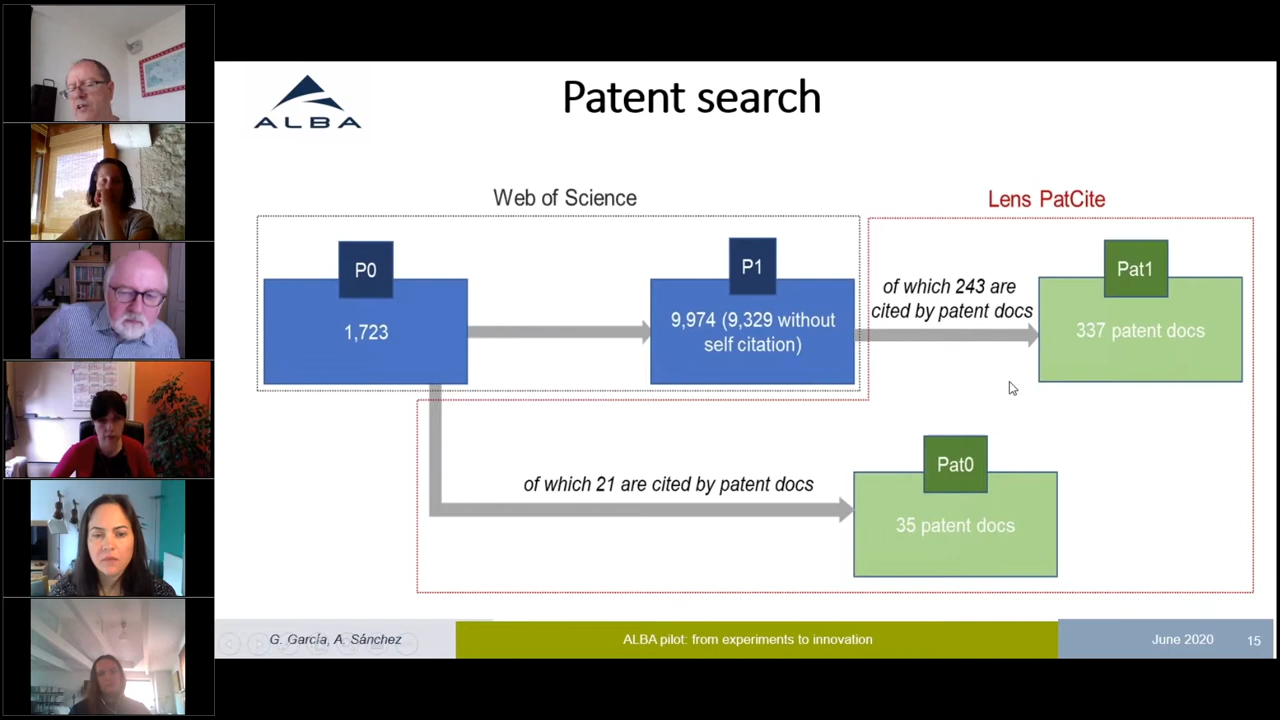 ALBA
Patent search
Web of Science
Lens PatCite
P0
1,723
P1
9,974 (9,329 without
self citation)
of which 243 are
cited by patent docs
Pat1
337 patent docs
of which 21 are cited by patent docs
Pat0
35 patent docs
G. García, A. Sánchez
ALBA pilot: from experiments to innovation
June 2020
15